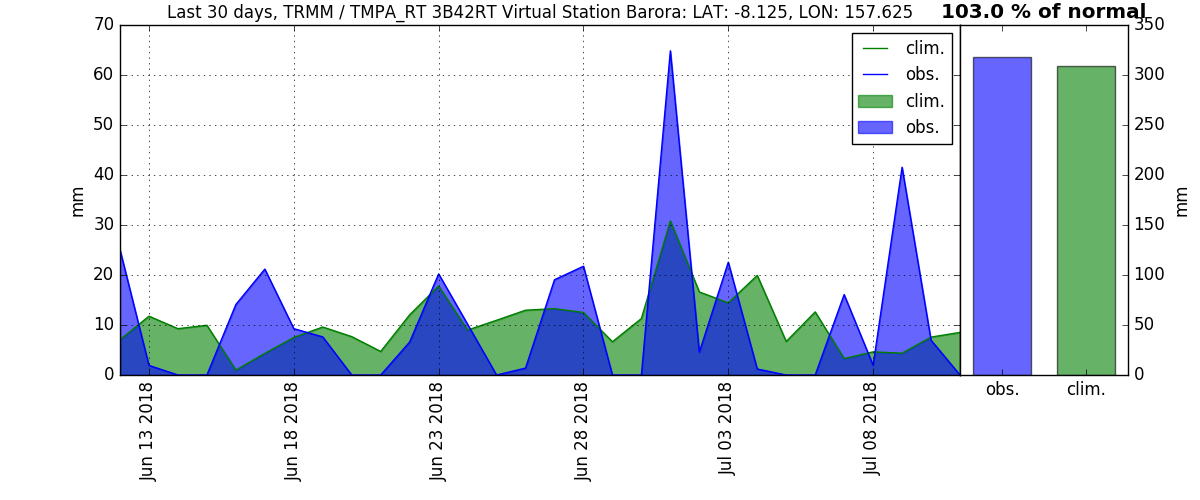 Last 30 days, TRMM / TMPA_RT 3B42RT Virtual Station Barora: LAT: -8.125, LON: 157.625
103.0 % of normal
70
60
50
40
30
20
10
0
mm
clim.
obs.
clim.
obs.
Jun 13 2018
Jun 18 2018
Jun 23 2018
Jun 28 2018
Jul 03 2018
Jul 08 2018
350
300
250
200
150
100
50
0
mm
obs.
clim.